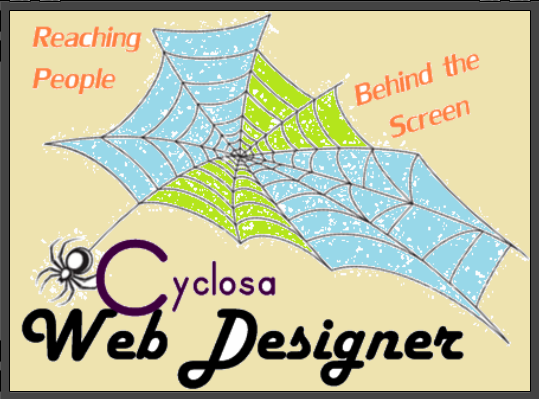 Reaching
People
Behind the
Screen
Cyclosa
Web Designer